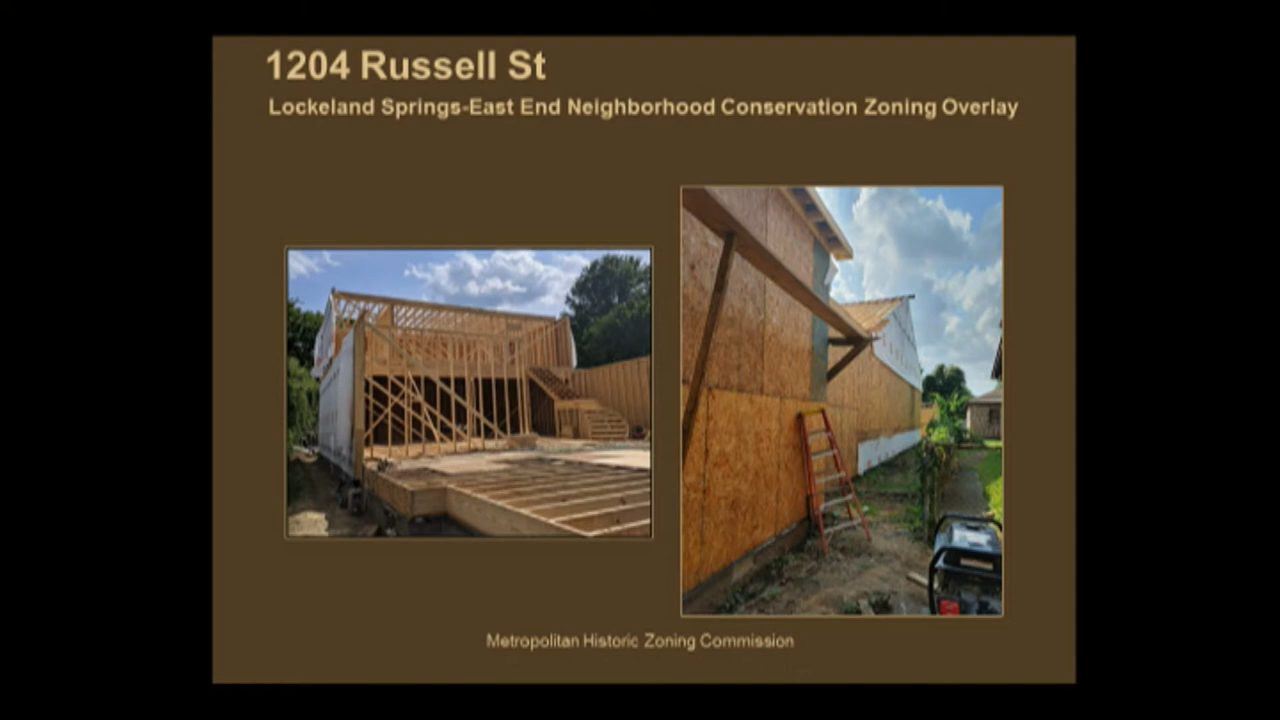 1204 Russell St
Lockeland Springs-East End Neighborhood Conservation Zoning Overlay
Metropolitan Historic Zoning Commission